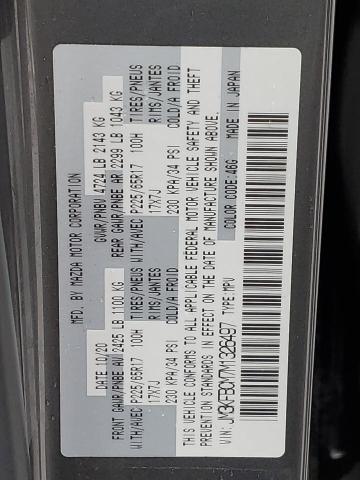 MFD. BY MAZDA MOTOR CORPORATION
DATE: 10/20 GVWR/PNBV 4724 LB 2143 KG
FRONT GAWR/PNBE AV 2425 LB 1100 KG REAR GAWR/PNBE AR 2299 LB 1043 KG
WITH/AVEC P225/65R17 100H TIRES/PNEUS WITH/AVEC P225/65R17 100H TIRES/PNEUS
17X7J RIMS/JANTES 17X7J RIMS/JANTES
230 KPA/34 PSI COLD/A FROID 230 KPA/34 PSI COLD/A FROID
THIS VEHICLE CONFORMS TO ALL APPLICABLE FEDERAL MOTOR VEHICLE SAFETY AND THEFT
PREVENTION STANDARDS IN EFFECT ON THE DATE OF MANUFACTURE SHOWN ABOVE.
COLOR CODE:46G MADE IN JAPAN
VIN: JM3KFBCM7M1326497 TYPE:MPV